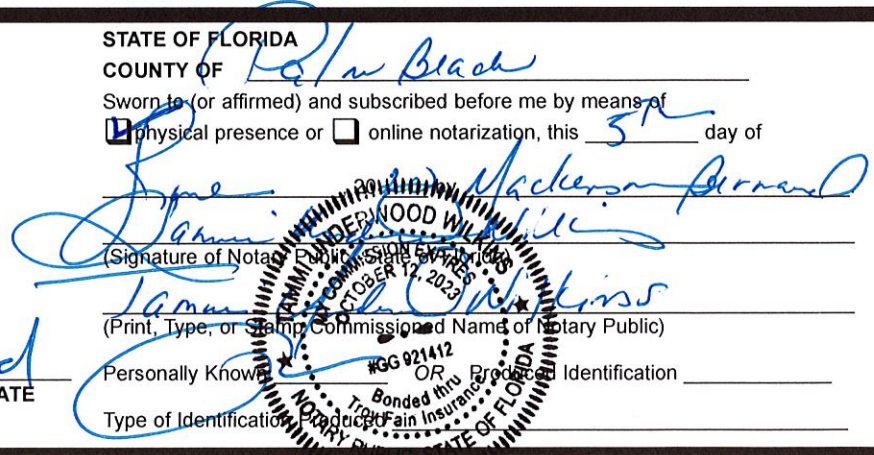 STATE OF FLORIDA
COUNTY OF Palm Beach
Sworn to (or affirmed) and subscribed before me by means of
physical presence or online notarization, this 5th day of
June 20 by Mackenson Bernard
(Signature of Notary Public, State of Florida)
Tammi Wilkins
(Print, Type, or Stamp Commissioned Name of Notary Public)
Personally Known OR Produced Identification
Type of Identification Produced
ATE
TAMMI UNDERWOOD WILKINS
MY COMMISSION EXPIRES
OCTOBER 12, 2023
#GG 921412
Bonded thru
Troy Fain Insurance
NOTARY PUBLIC STATE OF FLORIDA